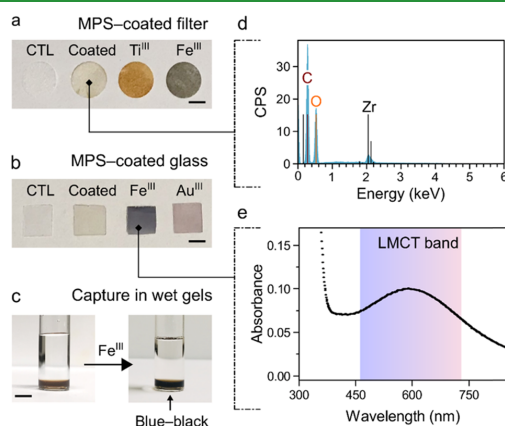 a MPS–coated filter
CTL Coated Ti^III Fe^III
b MPS–coated glass
CTL Coated Fe^III Au^III
c Capture in wet gels
Fe^III
Blue–black
d
CPS
30
20
10
0
C
O
Zr
0 1 2 3 4 5 6
Energy (keV)
e
Absorbance
0.15
0.10
0.05
0.00
LMCT band
300 450 600 750
Wavelength (nm)